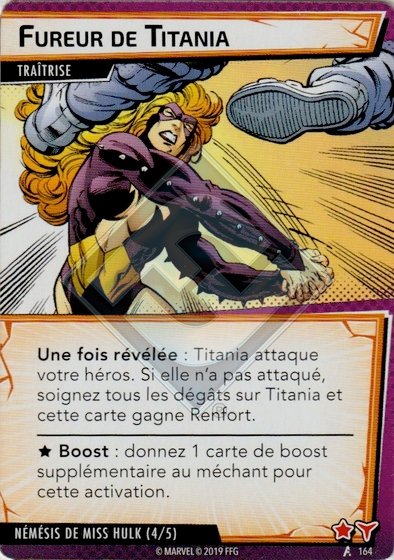 FUREUR DE TITANIA
TRAÎTRISE
Une fois révélée : Titania attaque
votre héros. Si elle n'a pas attaqué,
soignez tous les dégâts sur Titania et
cette carte gagne Renfort.
★ Boost : donnez 1 carte de boost
supplémentaire au méchant pour
cette activation.
NÉMÉSIS DE MISS HULK (4/5)
© MARVEL © 2019 FFG
164